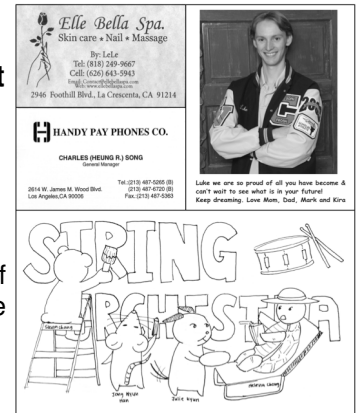 Elle Bella Spa.
Skin care ★ Nail ★ Massage
By: LeLe
Tel: (818) 249-9667
Cell: (626) 643-5943
2946 Foothill Blvd., La Crescenta, CA 91214
HANDY PAY PHONES CO.
CHARLES (HEUNG R.) SONG
General Manager
2614 W. James M. Wood Blvd.
Los Angeles,CA 90006
Tel.:(213) 487-5265 (B)
(213) 487-6720 (B)
Fax.:(213) 487-5363
Luke we are so proud of all you have become &
can't wait to see what is in your future!
Keep dreaming. Love Mom, Dad, Mark and Kira
t
f
e
STRING
ORCHESTRA